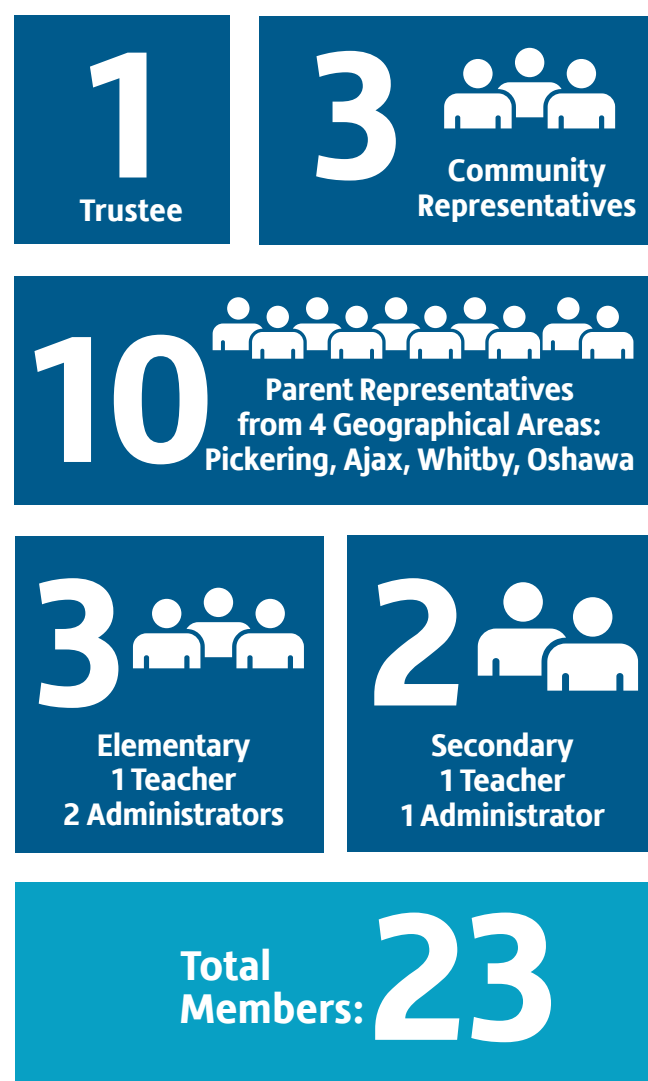 1
Trustee
3
Community
Representatives
10
Parent Representatives
from 4 Geographical Areas:
Pickering, Ajax, Whitby, Oshawa
3
Elementary
1 Teacher
2 Administrators
2
Secondary
1 Teacher
1 Administrator
Total
Members:
23